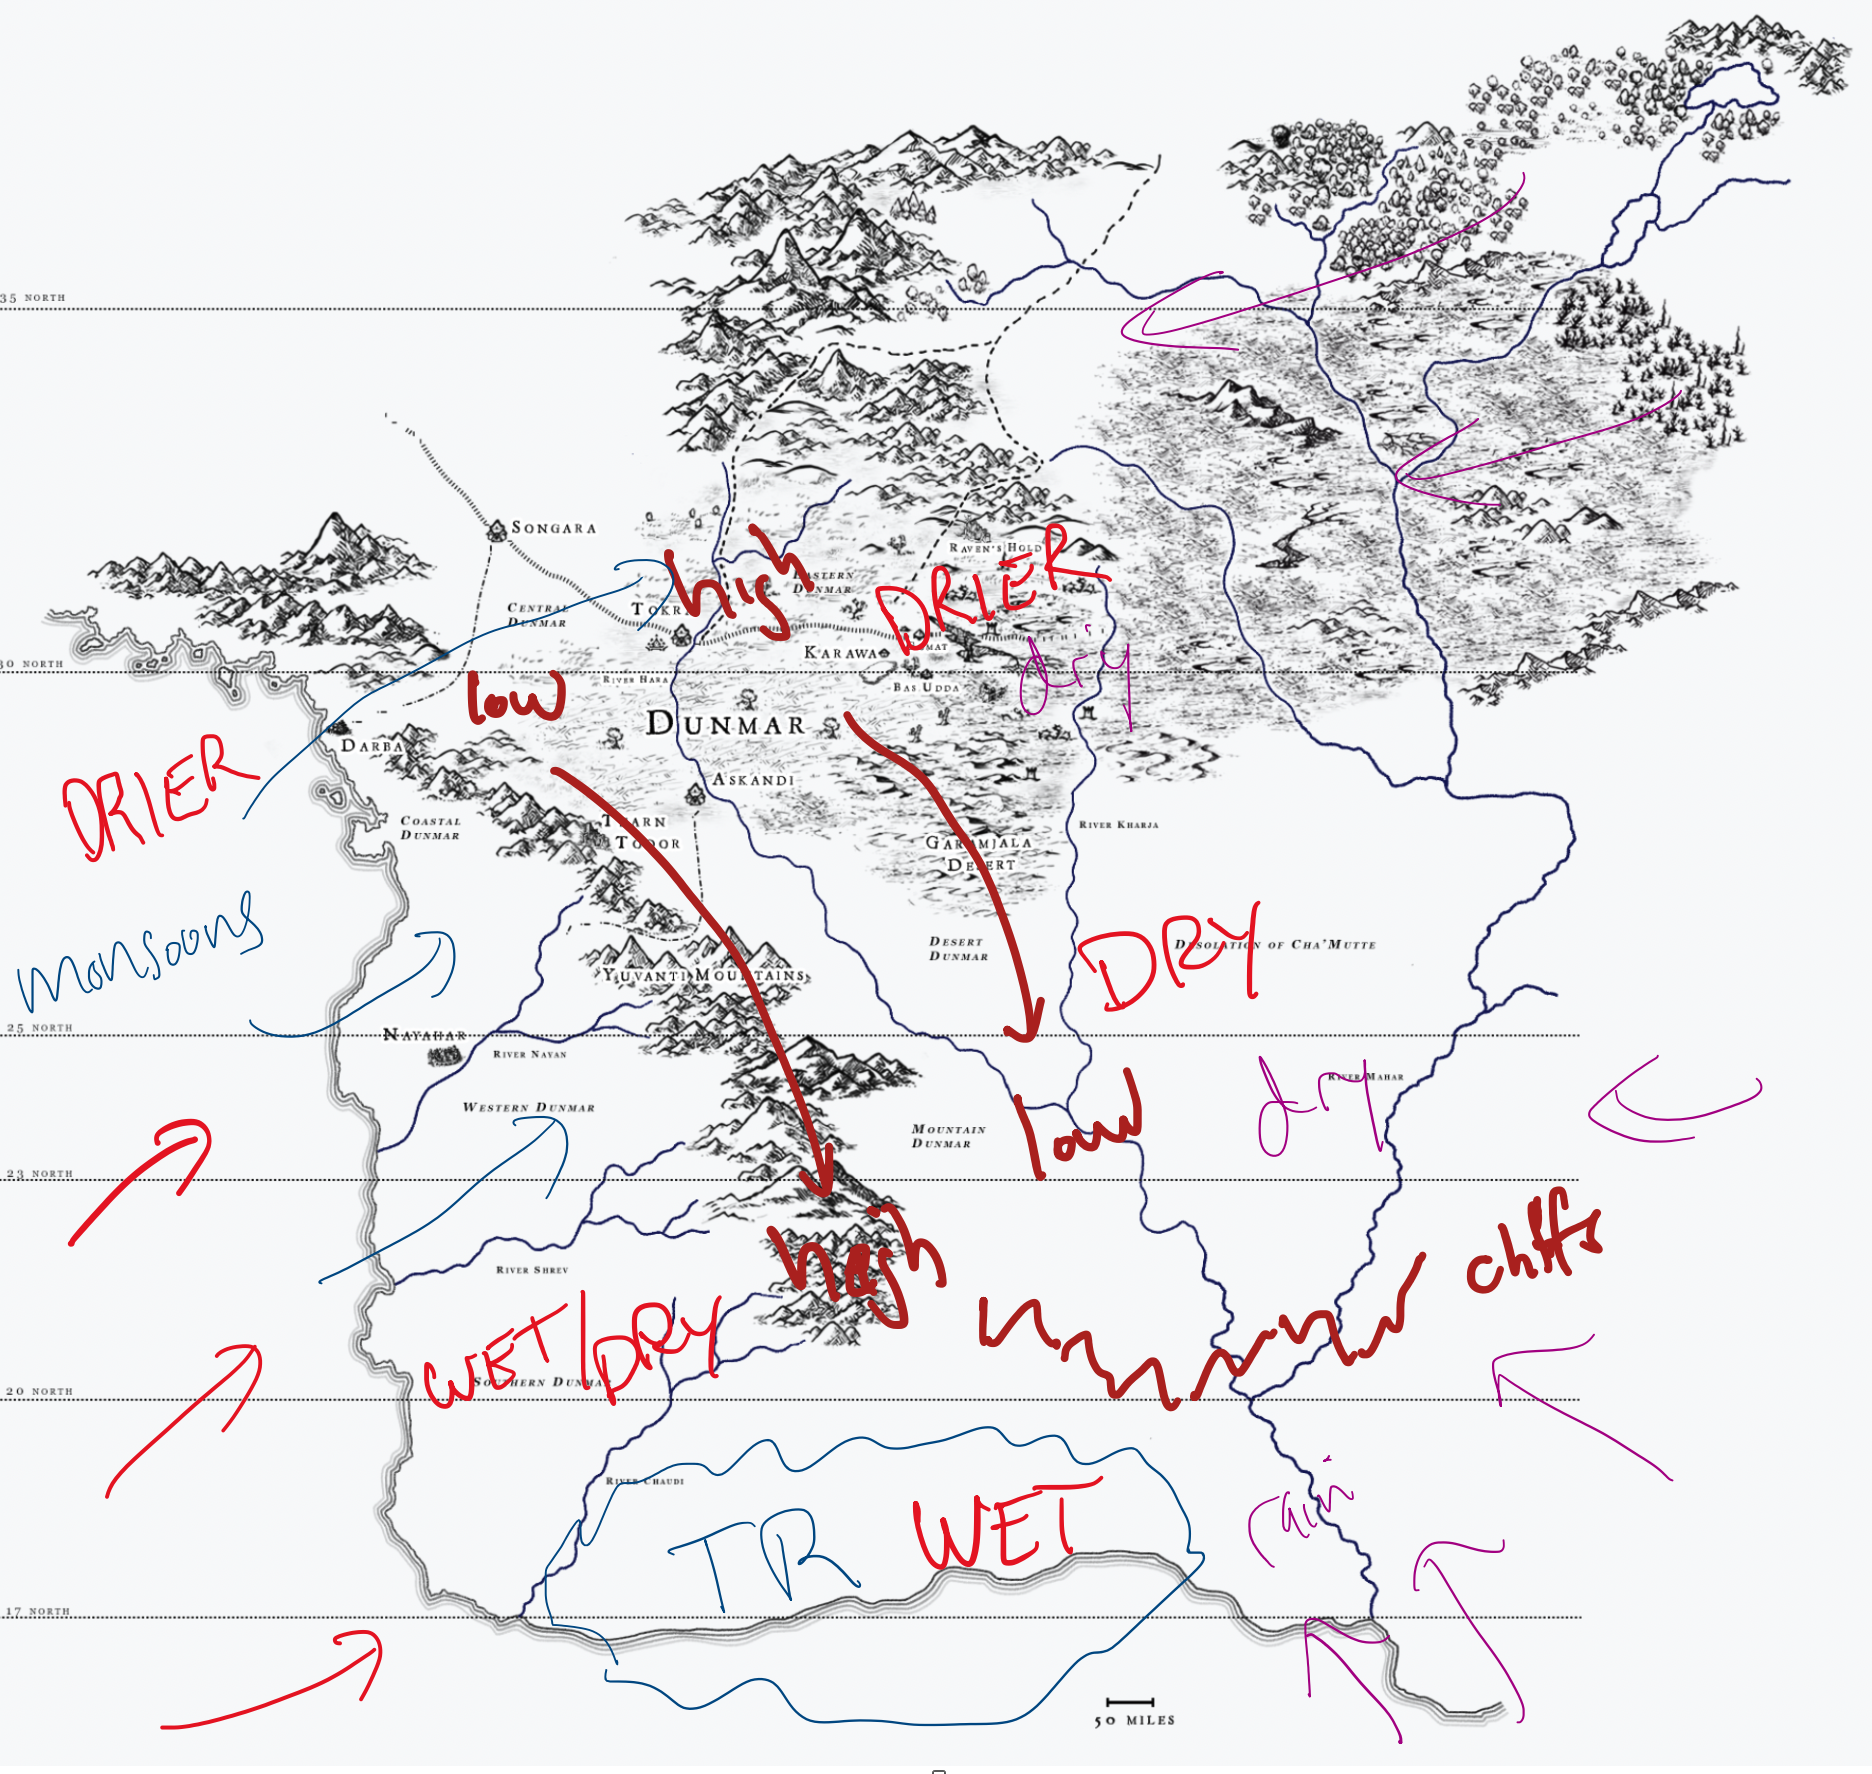 35 NORTH
SONGARA
RAVEN'S HOLD
high
EASTERN
DUNMAR
DRIER
CENTRAL
DUNMAR
TOKR
KARAWA
MAT
dry
30 NORTH
RIVER HARA
BAS UDDA
low
DUNMAR
DARBA
DRIER
ASKANDI
COASTAL
DUNMAR
THARN
TODOR
RIVER KHARJA
GARAMJALA
DESERT
monsoons
DESERT
DUNMAR
DRY
DESOLATION OF CHA'MUTTE
YUVANTI MOUNTAINS
25 NORTH
NAYAHAR
RIVER NAYAN
RIVER MAHAR
dry
WESTERN DUNMAR
MOUNTAIN
DUNMAR
low
23 NORTH
high
cliffs
RIVER SHREV
WET/DRY
SOUTHERN DUNMAR
20 NORTH
RIVER CHAUDI
TR
WET
rain
17 NORTH
50 MILES